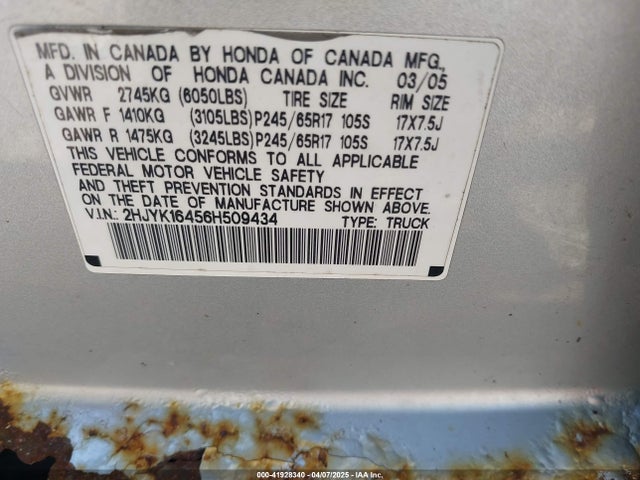 MFD. IN CANADA BY HONDA OF CANADA MFG.,
A DIVISION OF HONDA CANADA INC. 03/05
GVWR 2745KG (6050LBS) TIRE SIZE RIM SIZE
GAWR F 1410KG (3105LBS) P245/65R17 105S 17X7.5J
GAWR R 1475KG (3245LBS) P245/65R17 105S 17X7.5J
THIS VEHICLE CONFORMS TO ALL APPLICABLE
FEDERAL MOTOR VEHICLE SAFETY
AND THEFT PREVENTION STANDARDS IN EFFECT
ON THE DATE OF MANUFACTURE SHOWN ABOVE.
V.I.N.: 2HJYK16456H509434 TYPE: TRUCK
000-41928340 - 04/07/2025 - IAA Inc.